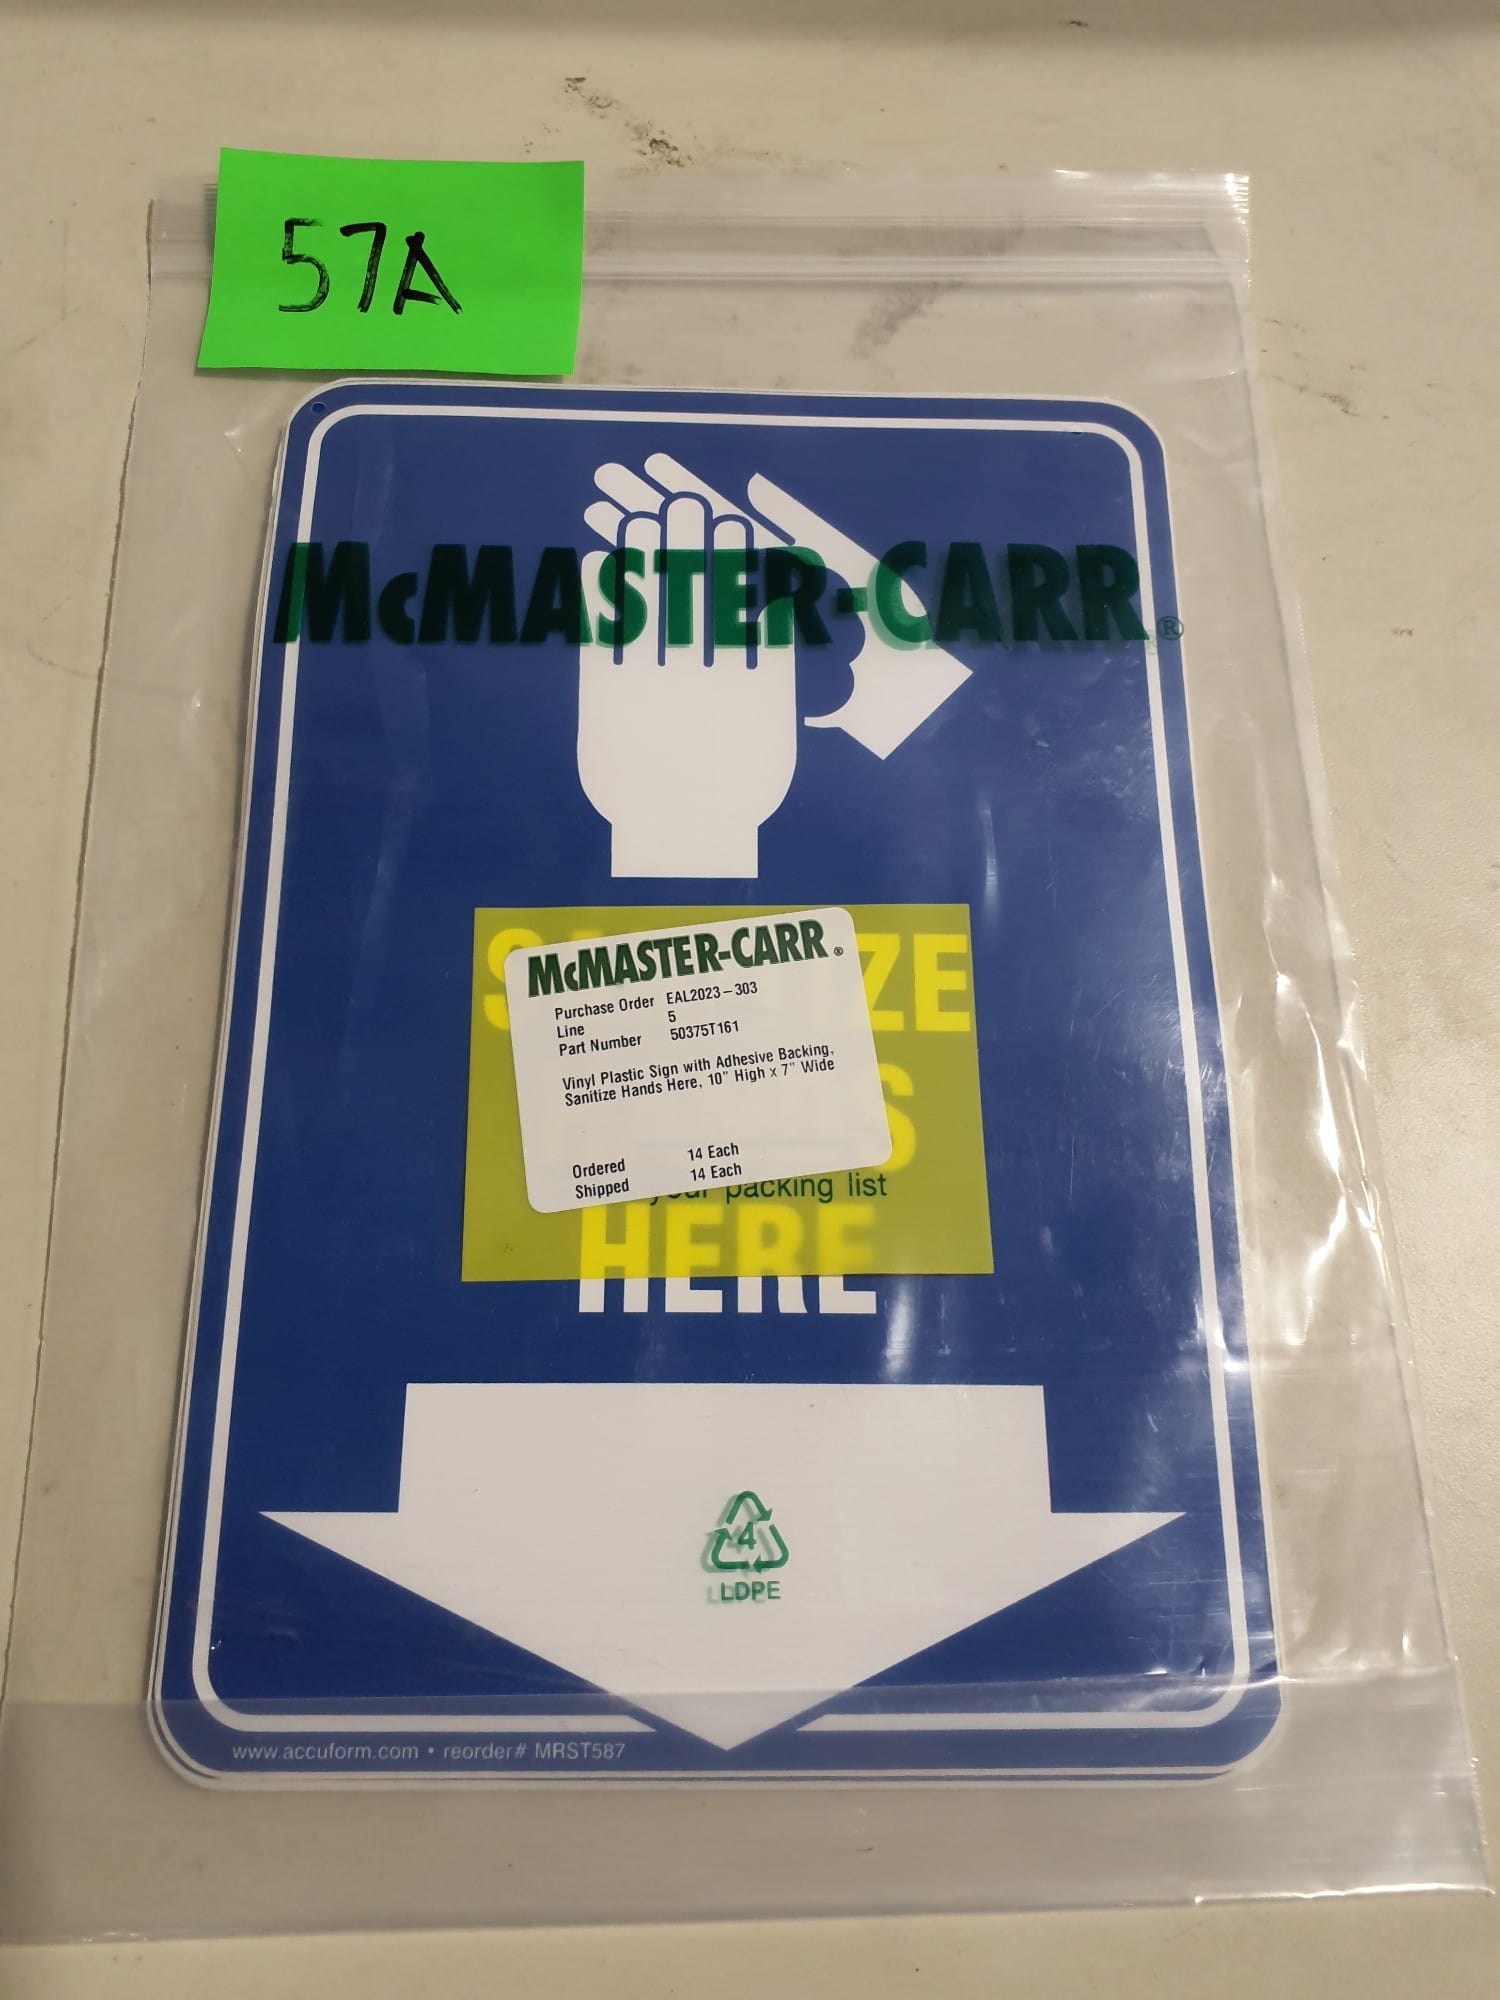 57A
McMASTER-CARR®
McMASTER-CARR®
Purchase Order EAL2023-303
Line 5
Part Number 50375T161
Vinyl Plastic Sign with Adhesive Backing,
Sanitize Hands Here, 10" High x 7" Wide
Ordered 14 Each
Shipped 14 Each
your packing list
HERE
4
LDPE
www.accuform.com • reorder# MRST587